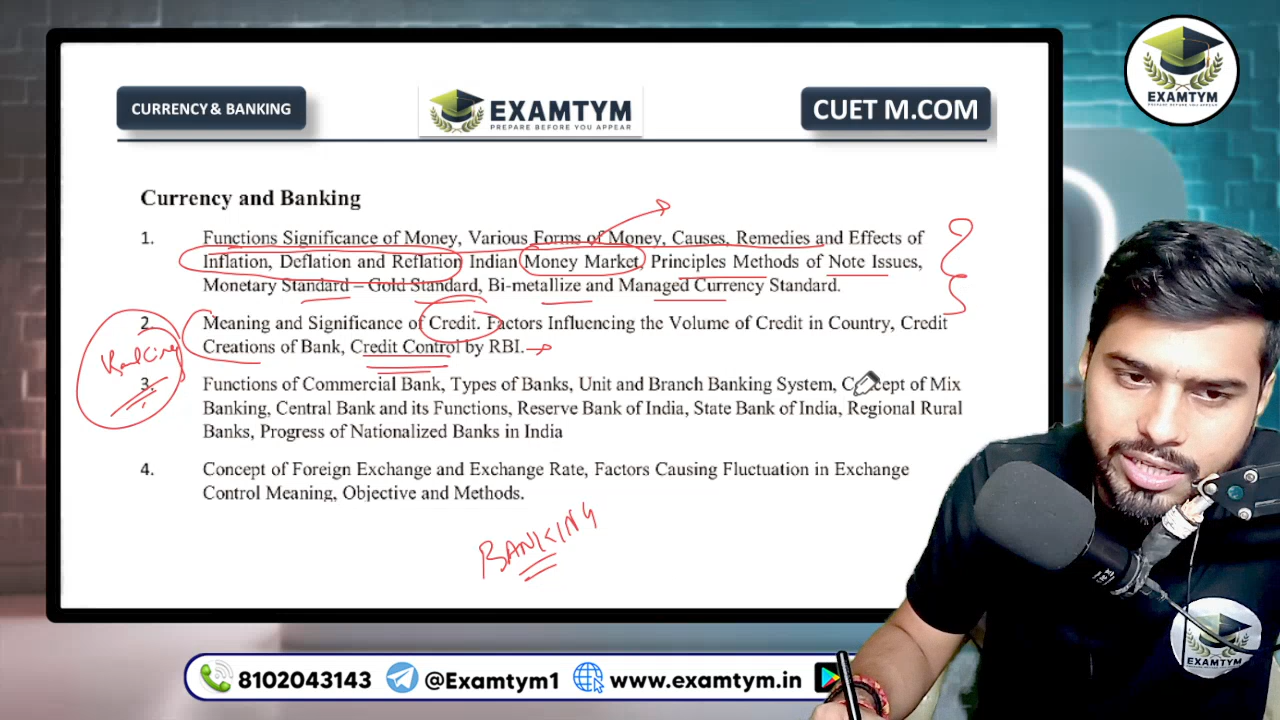 CURRENCY & BANKING
EXAMTYM
PREPARE BEFORE YOU APPEAR
CUET M.COM
EXAMTYM
PREPARE BEFORE YOU APPEAR
Currency and Banking
1. Functions Significance of Money, Various Forms of Money, Causes, Remedies and Effects of
Inflation, Deflation and Reflation Indian Money Market, Principles Methods of Note Issues,
Monetary Standard – Gold Standard, Bi-metallize and Managed Currency Standard.
2. Meaning and Significance of Credit. Factors Influencing the Volume of Credit in Country, Credit
Creations of Bank, Credit Control by RBI.
Banking
3. Functions of Commercial Bank, Types of Banks, Unit and Branch Banking System, Concept of Mix
Banking, Central Bank and its Functions, Reserve Bank of India, State Bank of India, Regional Rural
Banks, Progress of Nationalized Banks in India
4. Concept of Foreign Exchange and Exchange Rate, Factors Causing Fluctuation in Exchange
Control Meaning, Objective and Methods.
BANKING
EXAMTYM
8102043143 @Examtym1 www.examtym.in